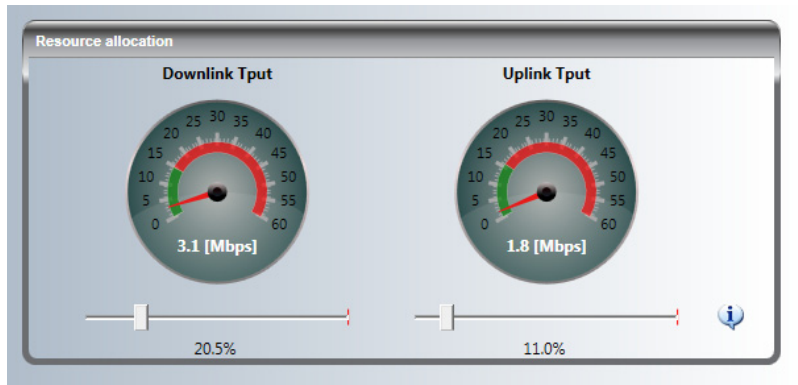 Resource allocation
Downlink Tput
0 5 10 15 20 25 30 35 40 45 50 55 60
3.1 [Mbps]
20.5%
Uplink Tput
0 5 10 15 20 25 30 35 40 45 50 55 60
1.8 [Mbps]
11.0%
i